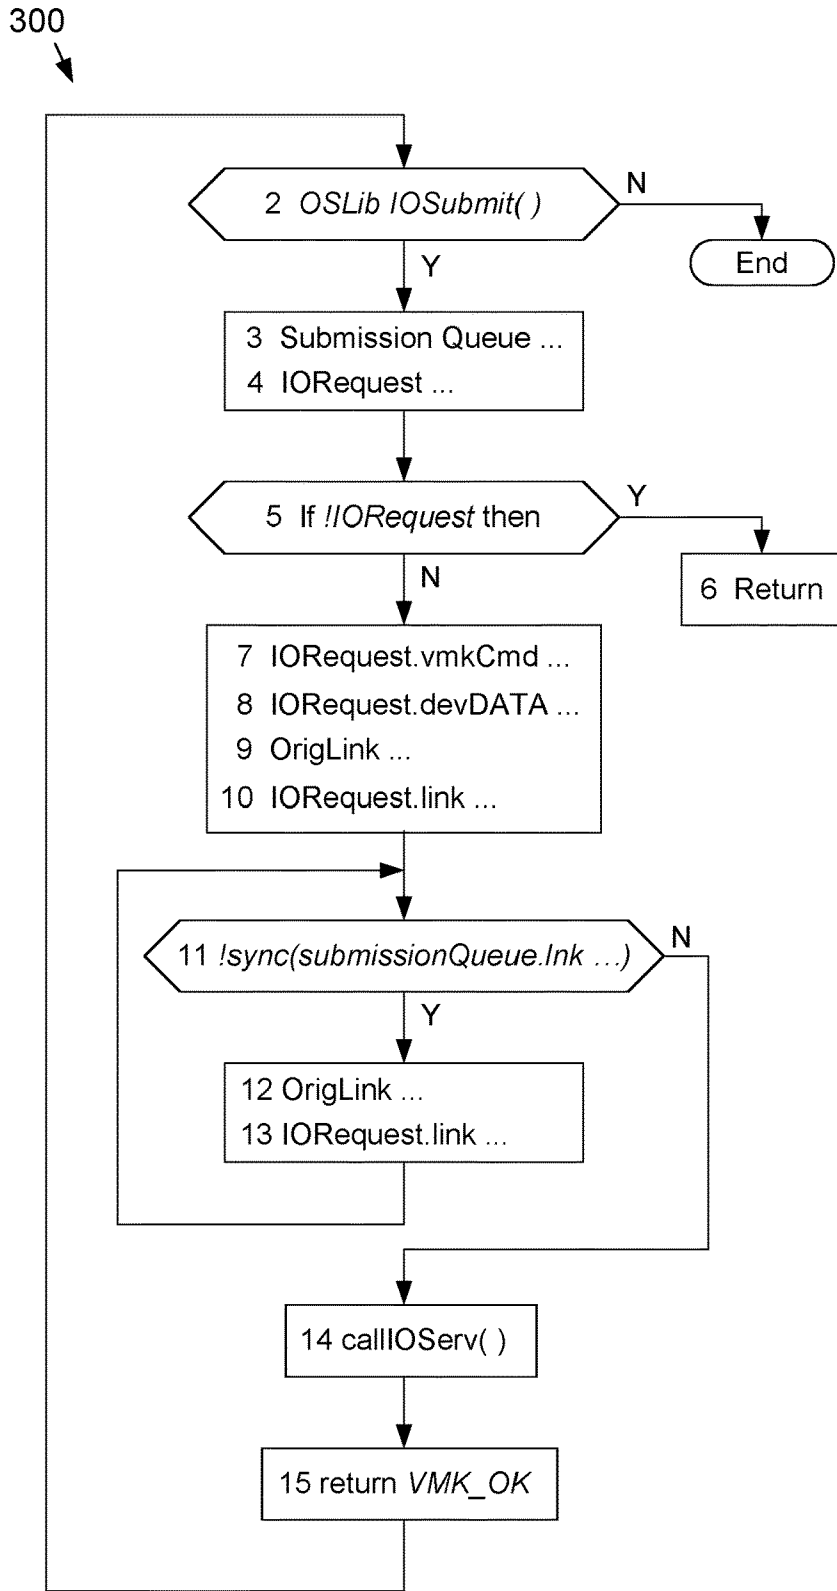 300
2 OSLib IOSubmit( )
N
End
Y
3 Submission Queue ...
4 IORequest ...
5 If !IORequest then
Y
N
6 Return
7 IORequest.vmkCmd ...
8 IORequest.devDATA ...
9 OrigLink ...
10 IORequest.link ...
11 !sync(submissionQueue.lnk ...)
N
Y
12 OrigLink ...
13 IORequest.link ...
14 callIOServ( )
15 return VMK_OK